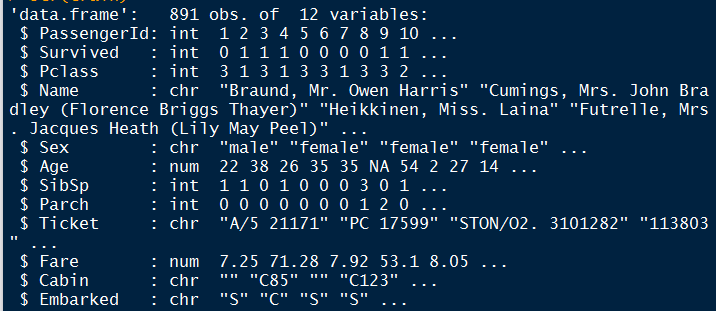 'data.frame':   891 obs. of  12 variables:
 $ PassengerId: int  1 2 3 4 5 6 7 8 9 10 ...
 $ Survived   : int  0 1 1 1 0 0 0 0 1 1 ...
 $ Pclass     : int  3 1 3 1 3 3 1 3 3 2 ...
 $ Name       : chr  "Braund, Mr. Owen Harris" "Cumings, Mrs. John Bra
dley (Florence Briggs Thayer)" "Heikkinen, Miss. Laina" "Futrelle, Mrs
. Jacques Heath (Lily May Peel)" ...
 $ Sex        : chr  "male" "female" "female" "female" ...
 $ Age        : num  22 38 26 35 35 NA 54 2 27 14 ...
 $ SibSp      : int  1 1 0 1 0 0 0 3 0 1 ...
 $ Parch      : int  0 0 0 0 0 0 0 1 2 0 ...
 $ Ticket     : chr  "A/5 21171" "PC 17599" "STON/O2. 3101282" "113803
" ...
 $ Fare       : num  7.25 71.28 7.92 53.1 8.05 ...
 $ Cabin      : chr  "" "C85" "" "C123" ...
 $ Embarked   : chr  "S" "C" "S" "S" ...